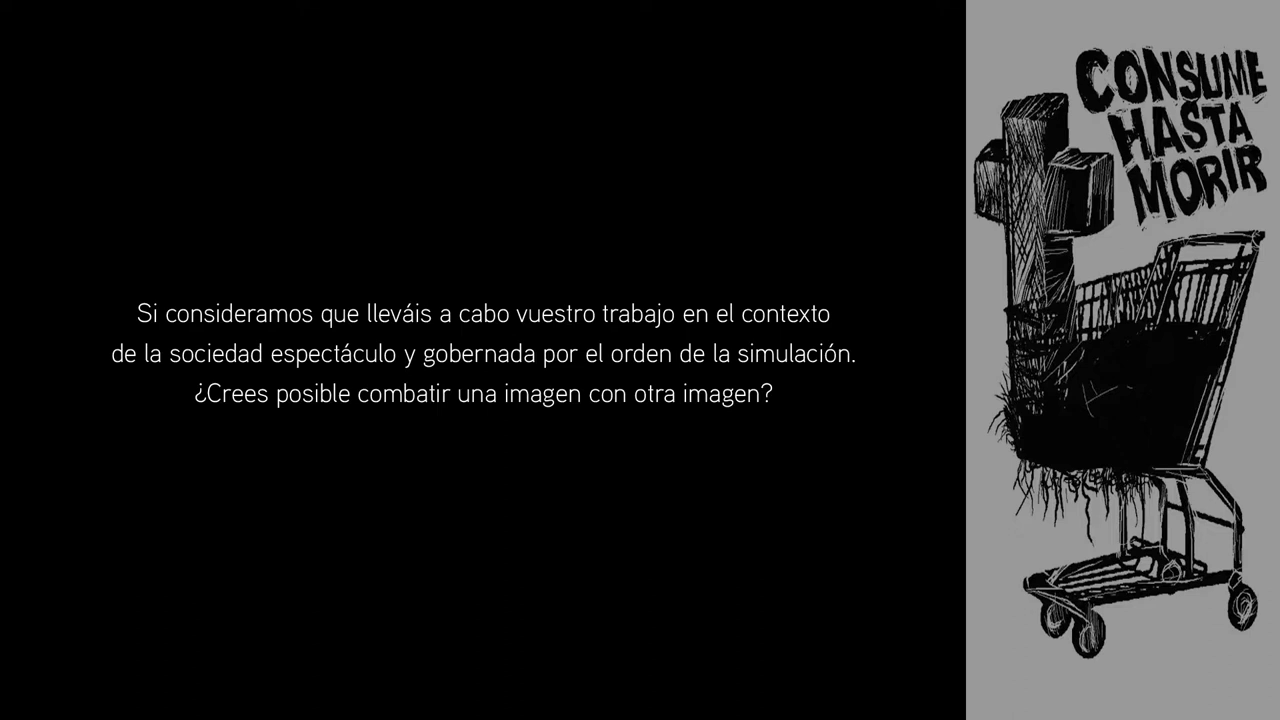 Si consideramos que lleváis a cabo vuestro trabajo en el contexto
de la sociedad espectáculo y gobernada por el orden de la simulación.
¿Crees posible combatir una imagen con otra imagen?
CONSUME
HASTA
MORIR